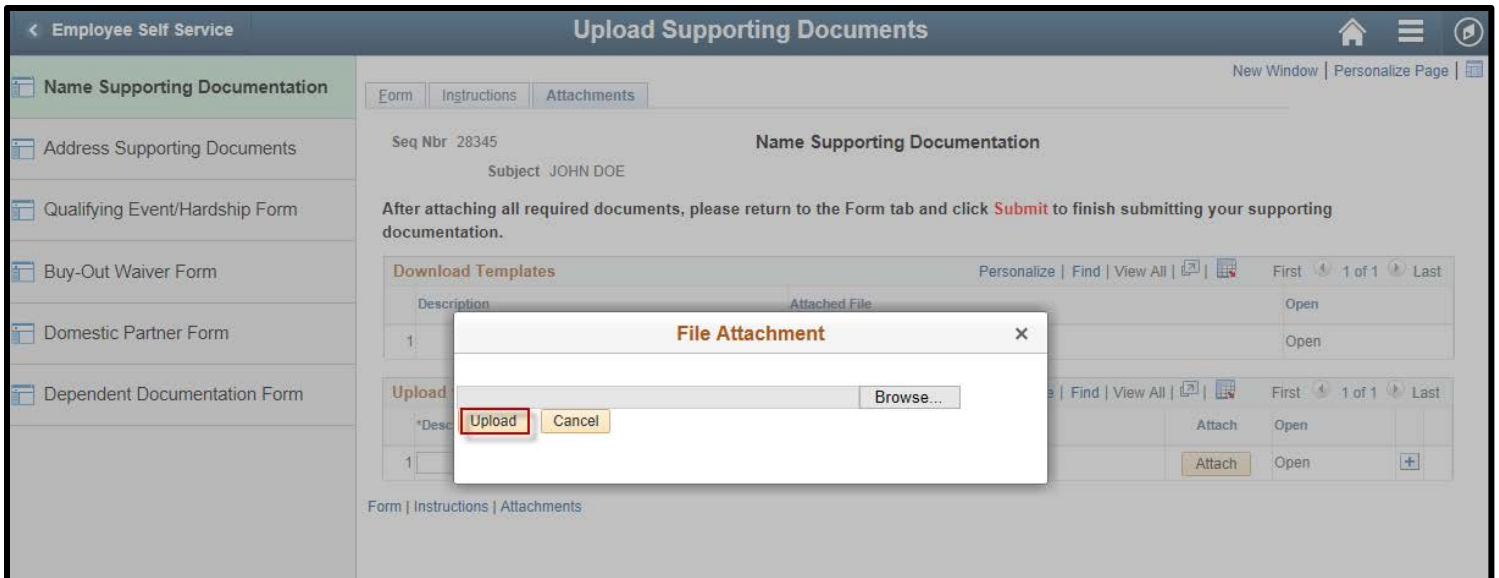 Employee Self Service
Upload Supporting Documents
New Window | Personalize Page |
Name Supporting Documentation
Address Supporting Documents
Qualifying Event/Hardship Form
Buy-Out Waiver Form
Domestic Partner Form
Dependent Documentation Form
Form Instructions Attachments
Seq Nbr 28345 Name Supporting Documentation
Subject JOHN DOE
After attaching all required documents, please return to the Form tab and click Submit to finish submitting your supporting
documentation.
Download Templates Personalize | Find | View All | | First 1 of 1 Last
Description Attached File Open
1 Open
File Attachment ×
Browse...
Upload Cancel
Upload | Find | View All | | First 1 of 1 Last
*Desc Attach Open
1 Attach Open +
Form | Instructions | Attachments